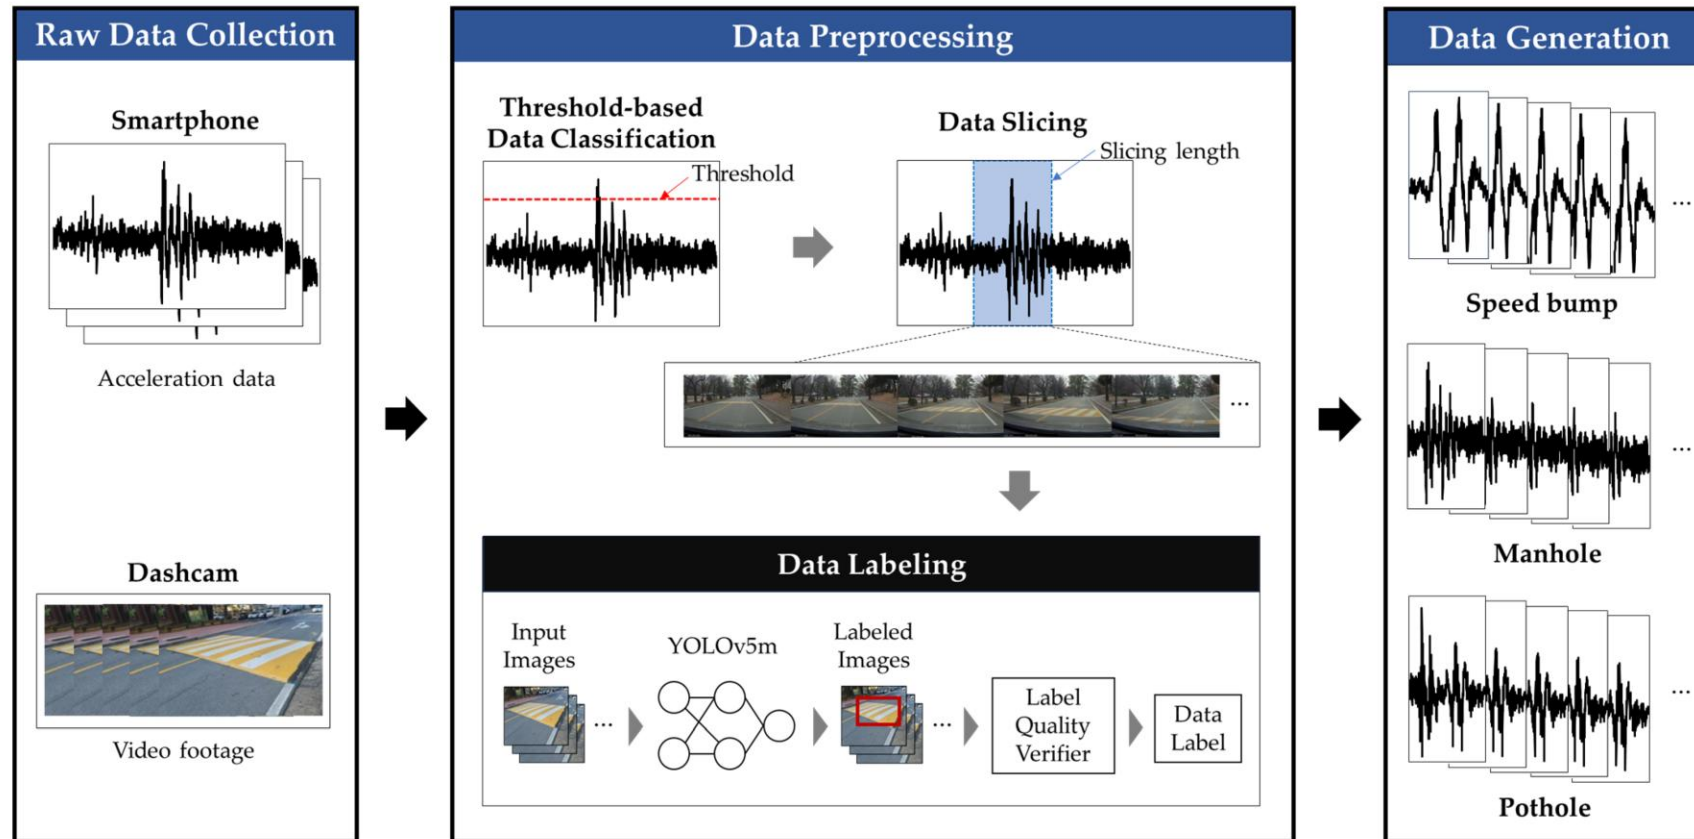 Raw Data Collection
Smartphone
Acceleration data
Dashcam
Video footage
Data Preprocessing
Threshold-based
Data Classification
Threshold
Data Slicing
Slicing length
...
Data Labeling
Input
Images
...
YOLOv5m
Labeled
Images
...
Label
Quality
Verifier
Data
Label
Data Generation
...
Speed bump
...
Manhole
...
Pothole